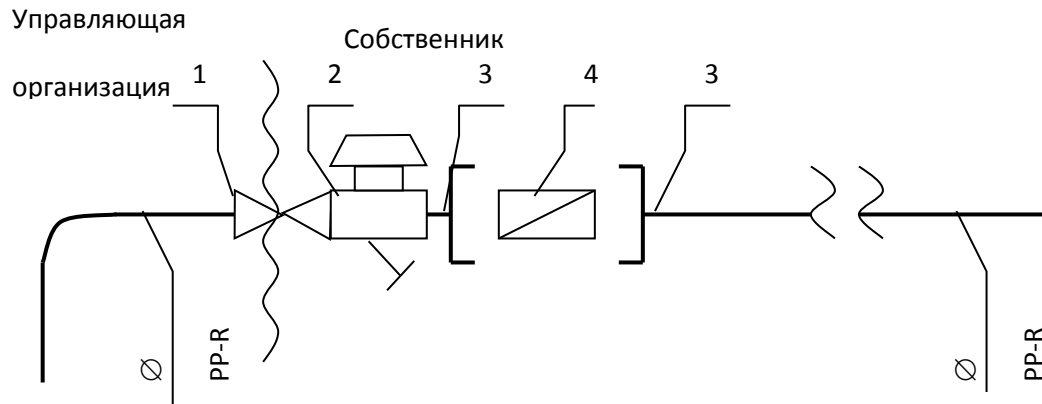 Управляющая
организация
Собственник
1
2
3
4
3
∅ PP-R
∅ PP-R